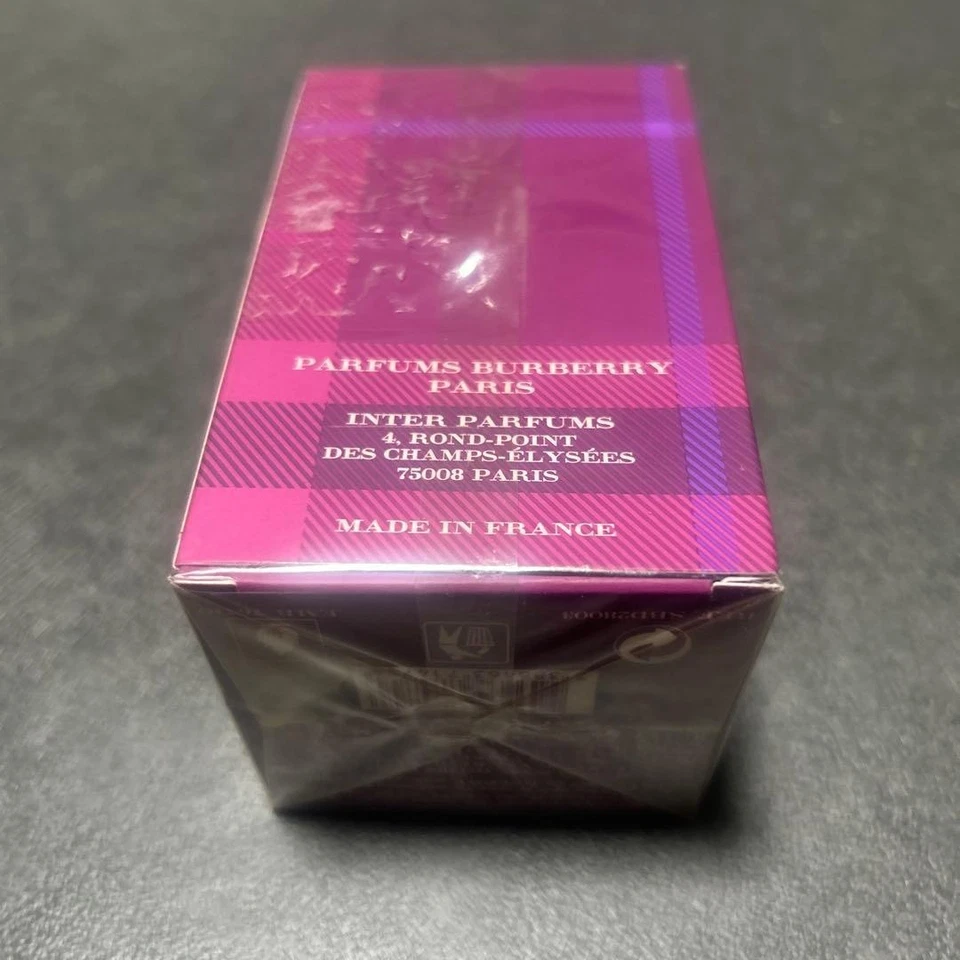 PARFUMS BURBERRY
PARIS
INTER PARFUMS
4, ROND-POINT
DES CHAMPS-ÉLYSÉES
75008 PARIS
MADE IN FRANCE